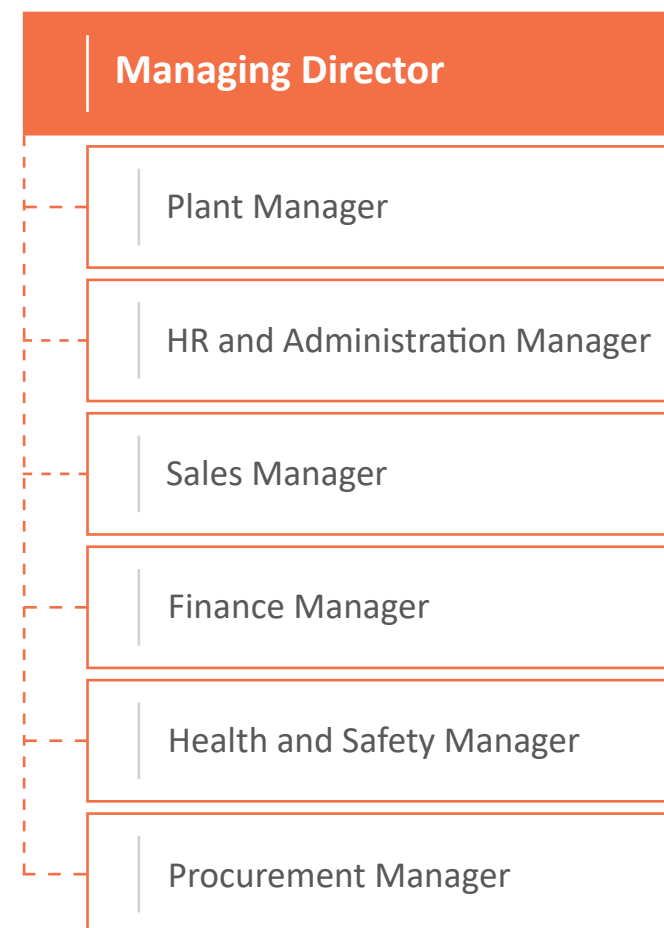 Managing Director
Plant Manager
HR and Administration Manager
Sales Manager
Finance Manager
Health and Safety Manager
Procurement Manager